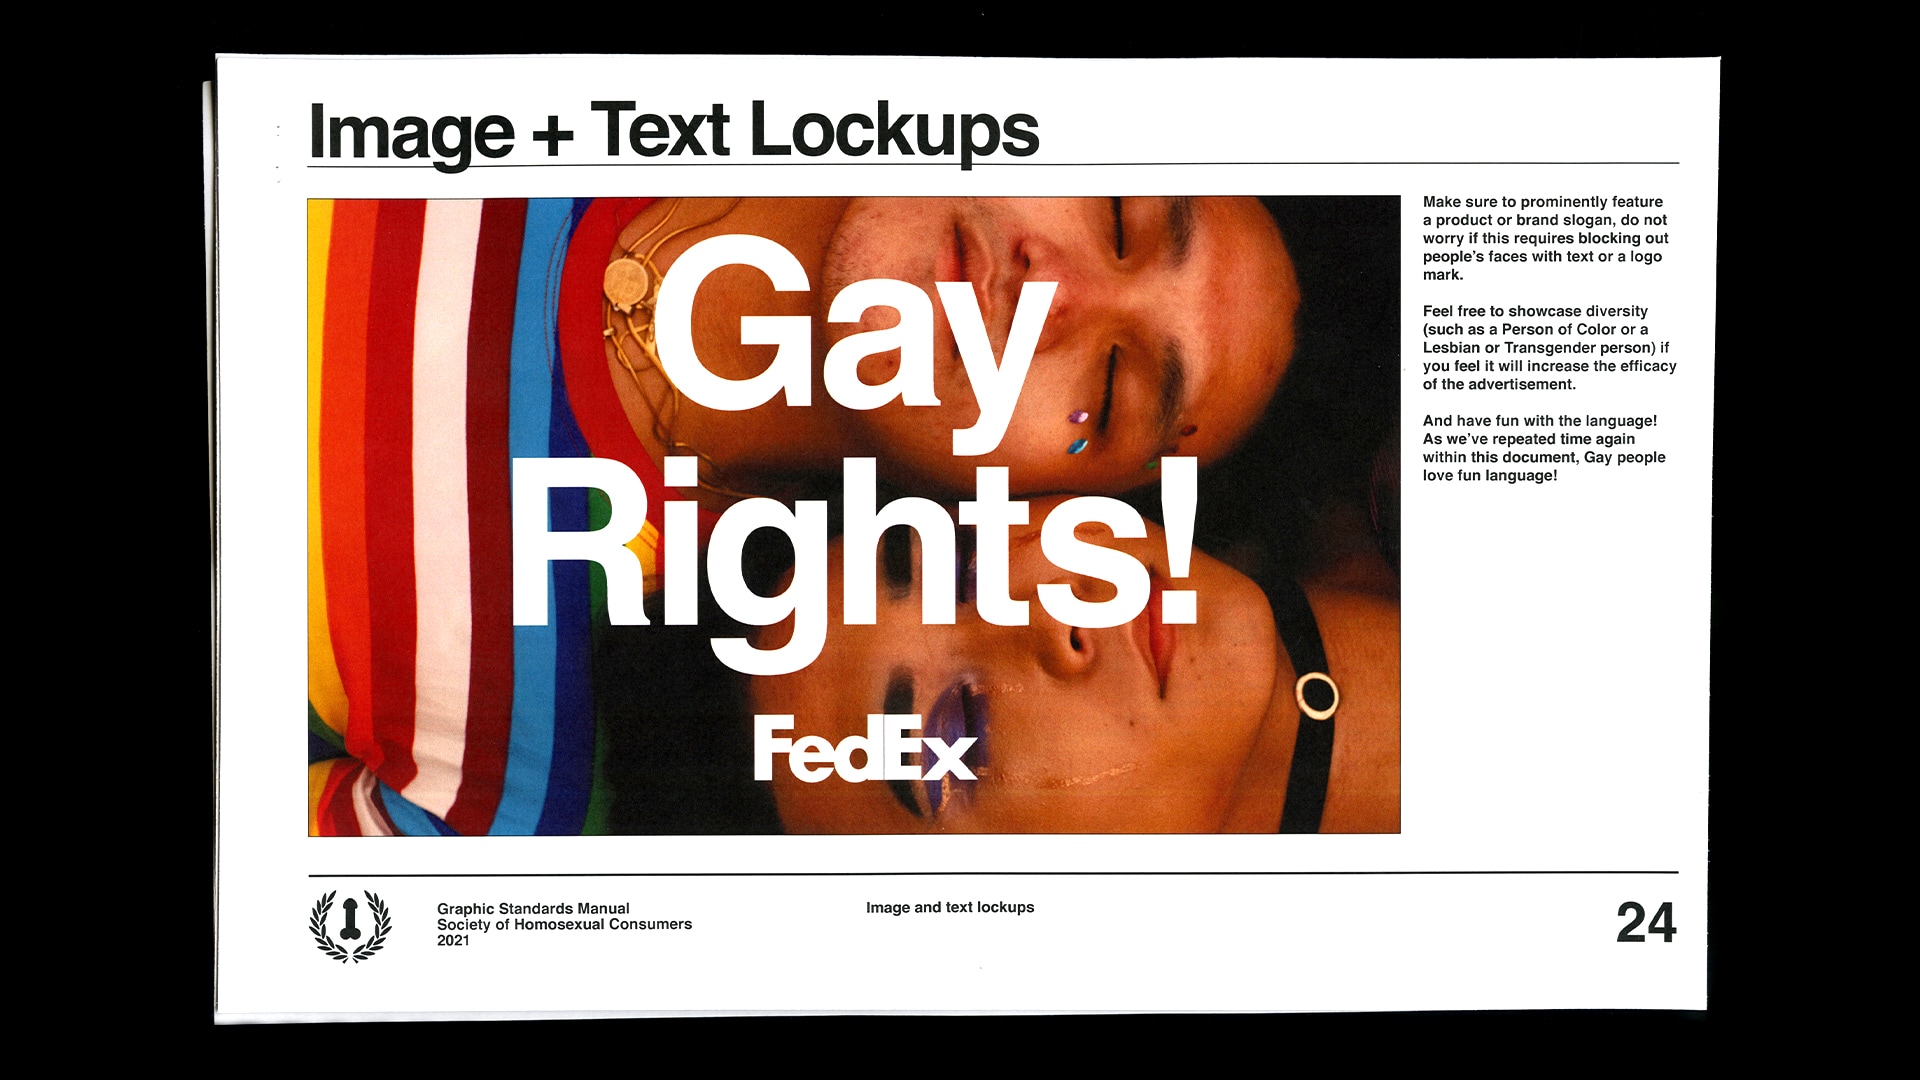 Image + Text Lockups
Gay
Rights!
FedEx
Make sure to prominently feature
a product or brand slogan, do not
worry if this requires blocking out
people's faces with text or a logo
mark.
Feel free to showcase diversity
(such as a Person of Color or a
Lesbian or Transgender person) if
you feel it will increase the efficacy
of the advertisement.
And have fun with the language!
As we've repeated time again
within this document, Gay people
love fun language!
Graphic Standards Manual
Society of Homosexual Consumers
2021
Image and text lockups
24